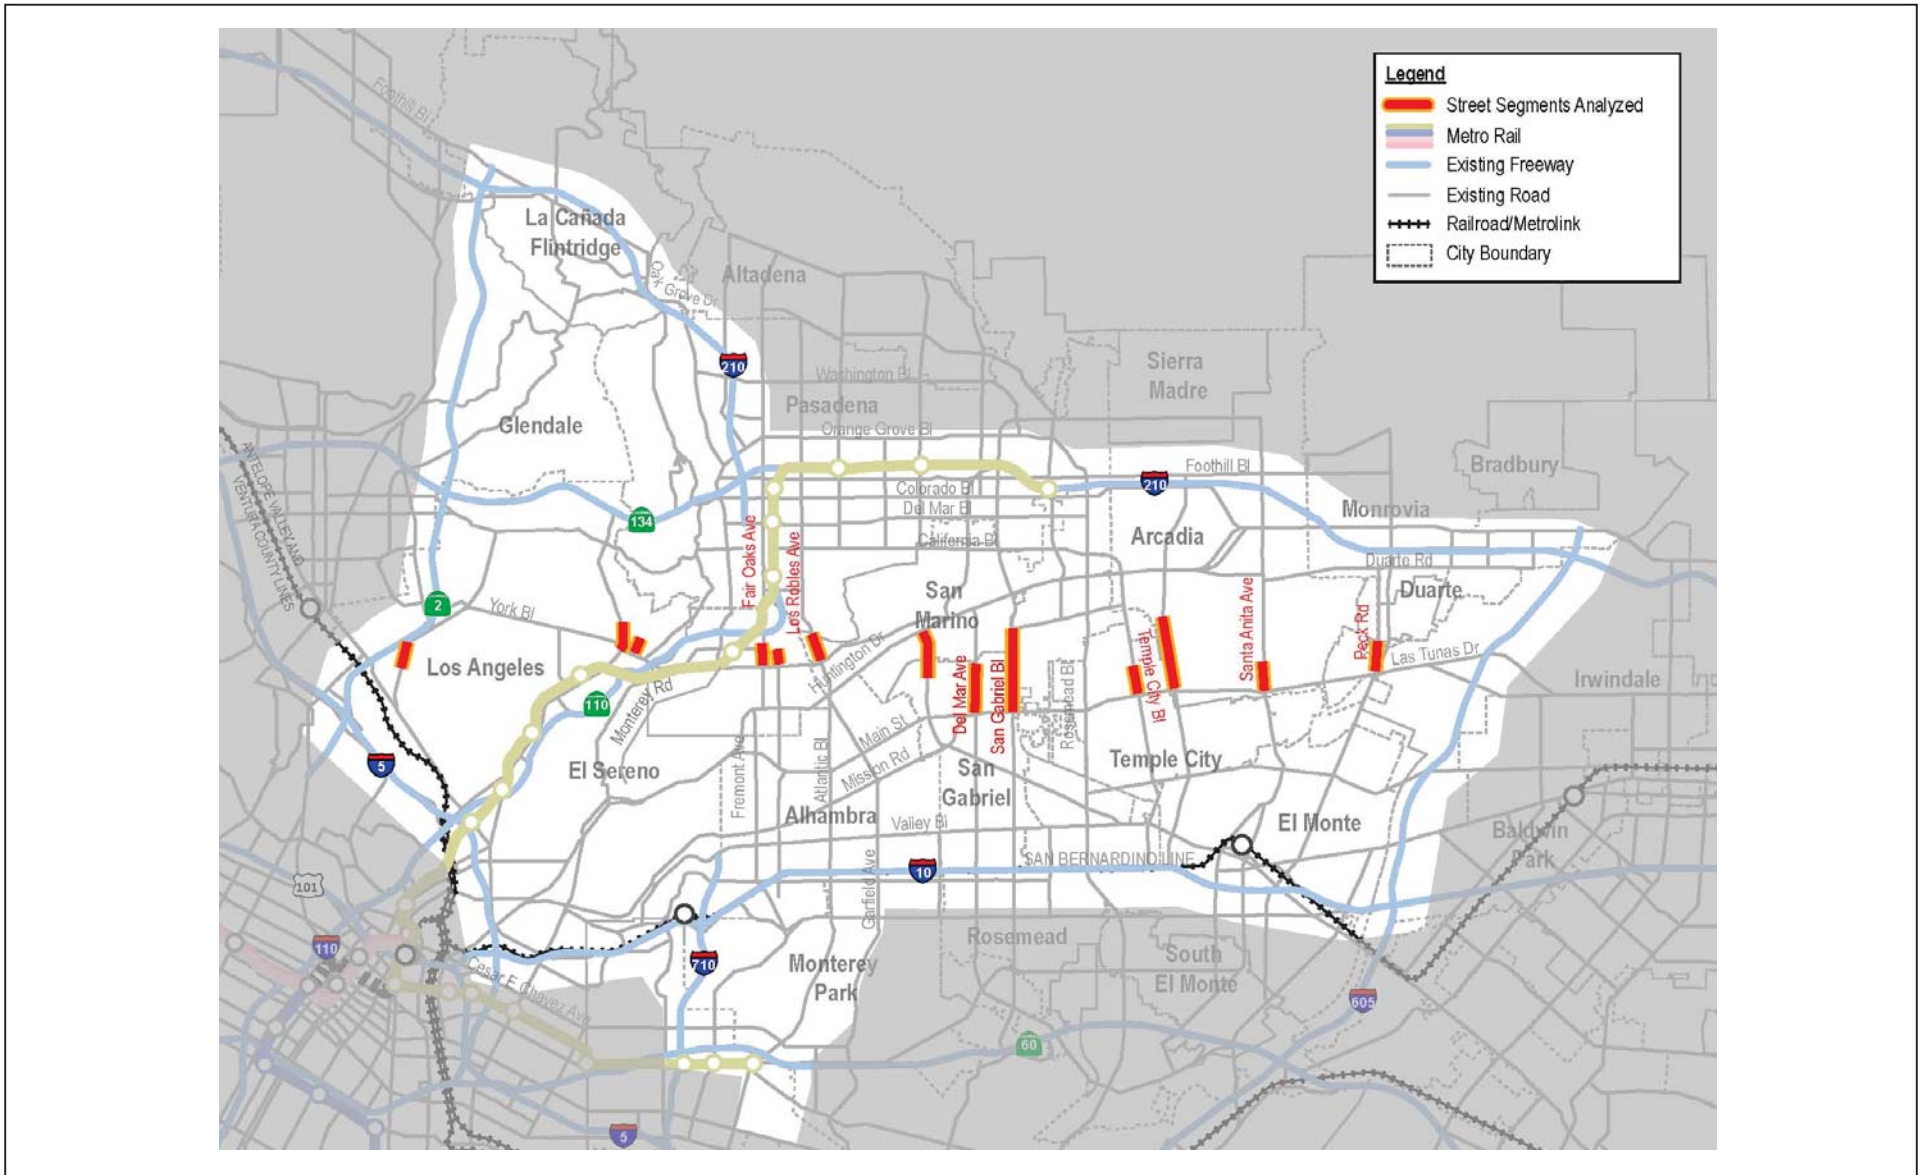 Legend
Street Segments Analyzed
Metro Rail
Existing Freeway
Existing Road
Railroad/Metrolink
City Boundary
Foothill Bl
La Cañada
Flintridge
Oak Grove Dr
Altadena
210
Washington Bl
Pasadena
Orange Grove Bl
Sierra
Madre
Glendale
ANTELOPE VALLEY AND
VENTURA COUNTY LINES
134
Colorado Bl
Del Mar Bl
California Bl
Foothill Bl
210
Bradbury
Monrovia
Arcadia
Duarte Rd
Duarte
2
York Bl
Fair Oaks Ave
Los Robles Ave
San
Marino
Huntington Dr
Los Angeles
110
Monterey Rd
Del Mar Ave
San Gabriel Bl
Rosemead Bl
Temple City Bl
Santa Anita Ave
Peck Rd
Las Tunas Dr
Irwindale
5
El Sereno
Fremont Ave
Atlantic Bl
Main St
Mission Rd
San
Gabriel
Temple City
Alhambra
Valley Bl
El Monte
Baldwin
Park
SAN BERNARDINO LINE
10
Garfield Ave
101
110
710
Cesar E Chavez Ave
Monterey
Park
Rosemead
South
El Monte
605
60
5